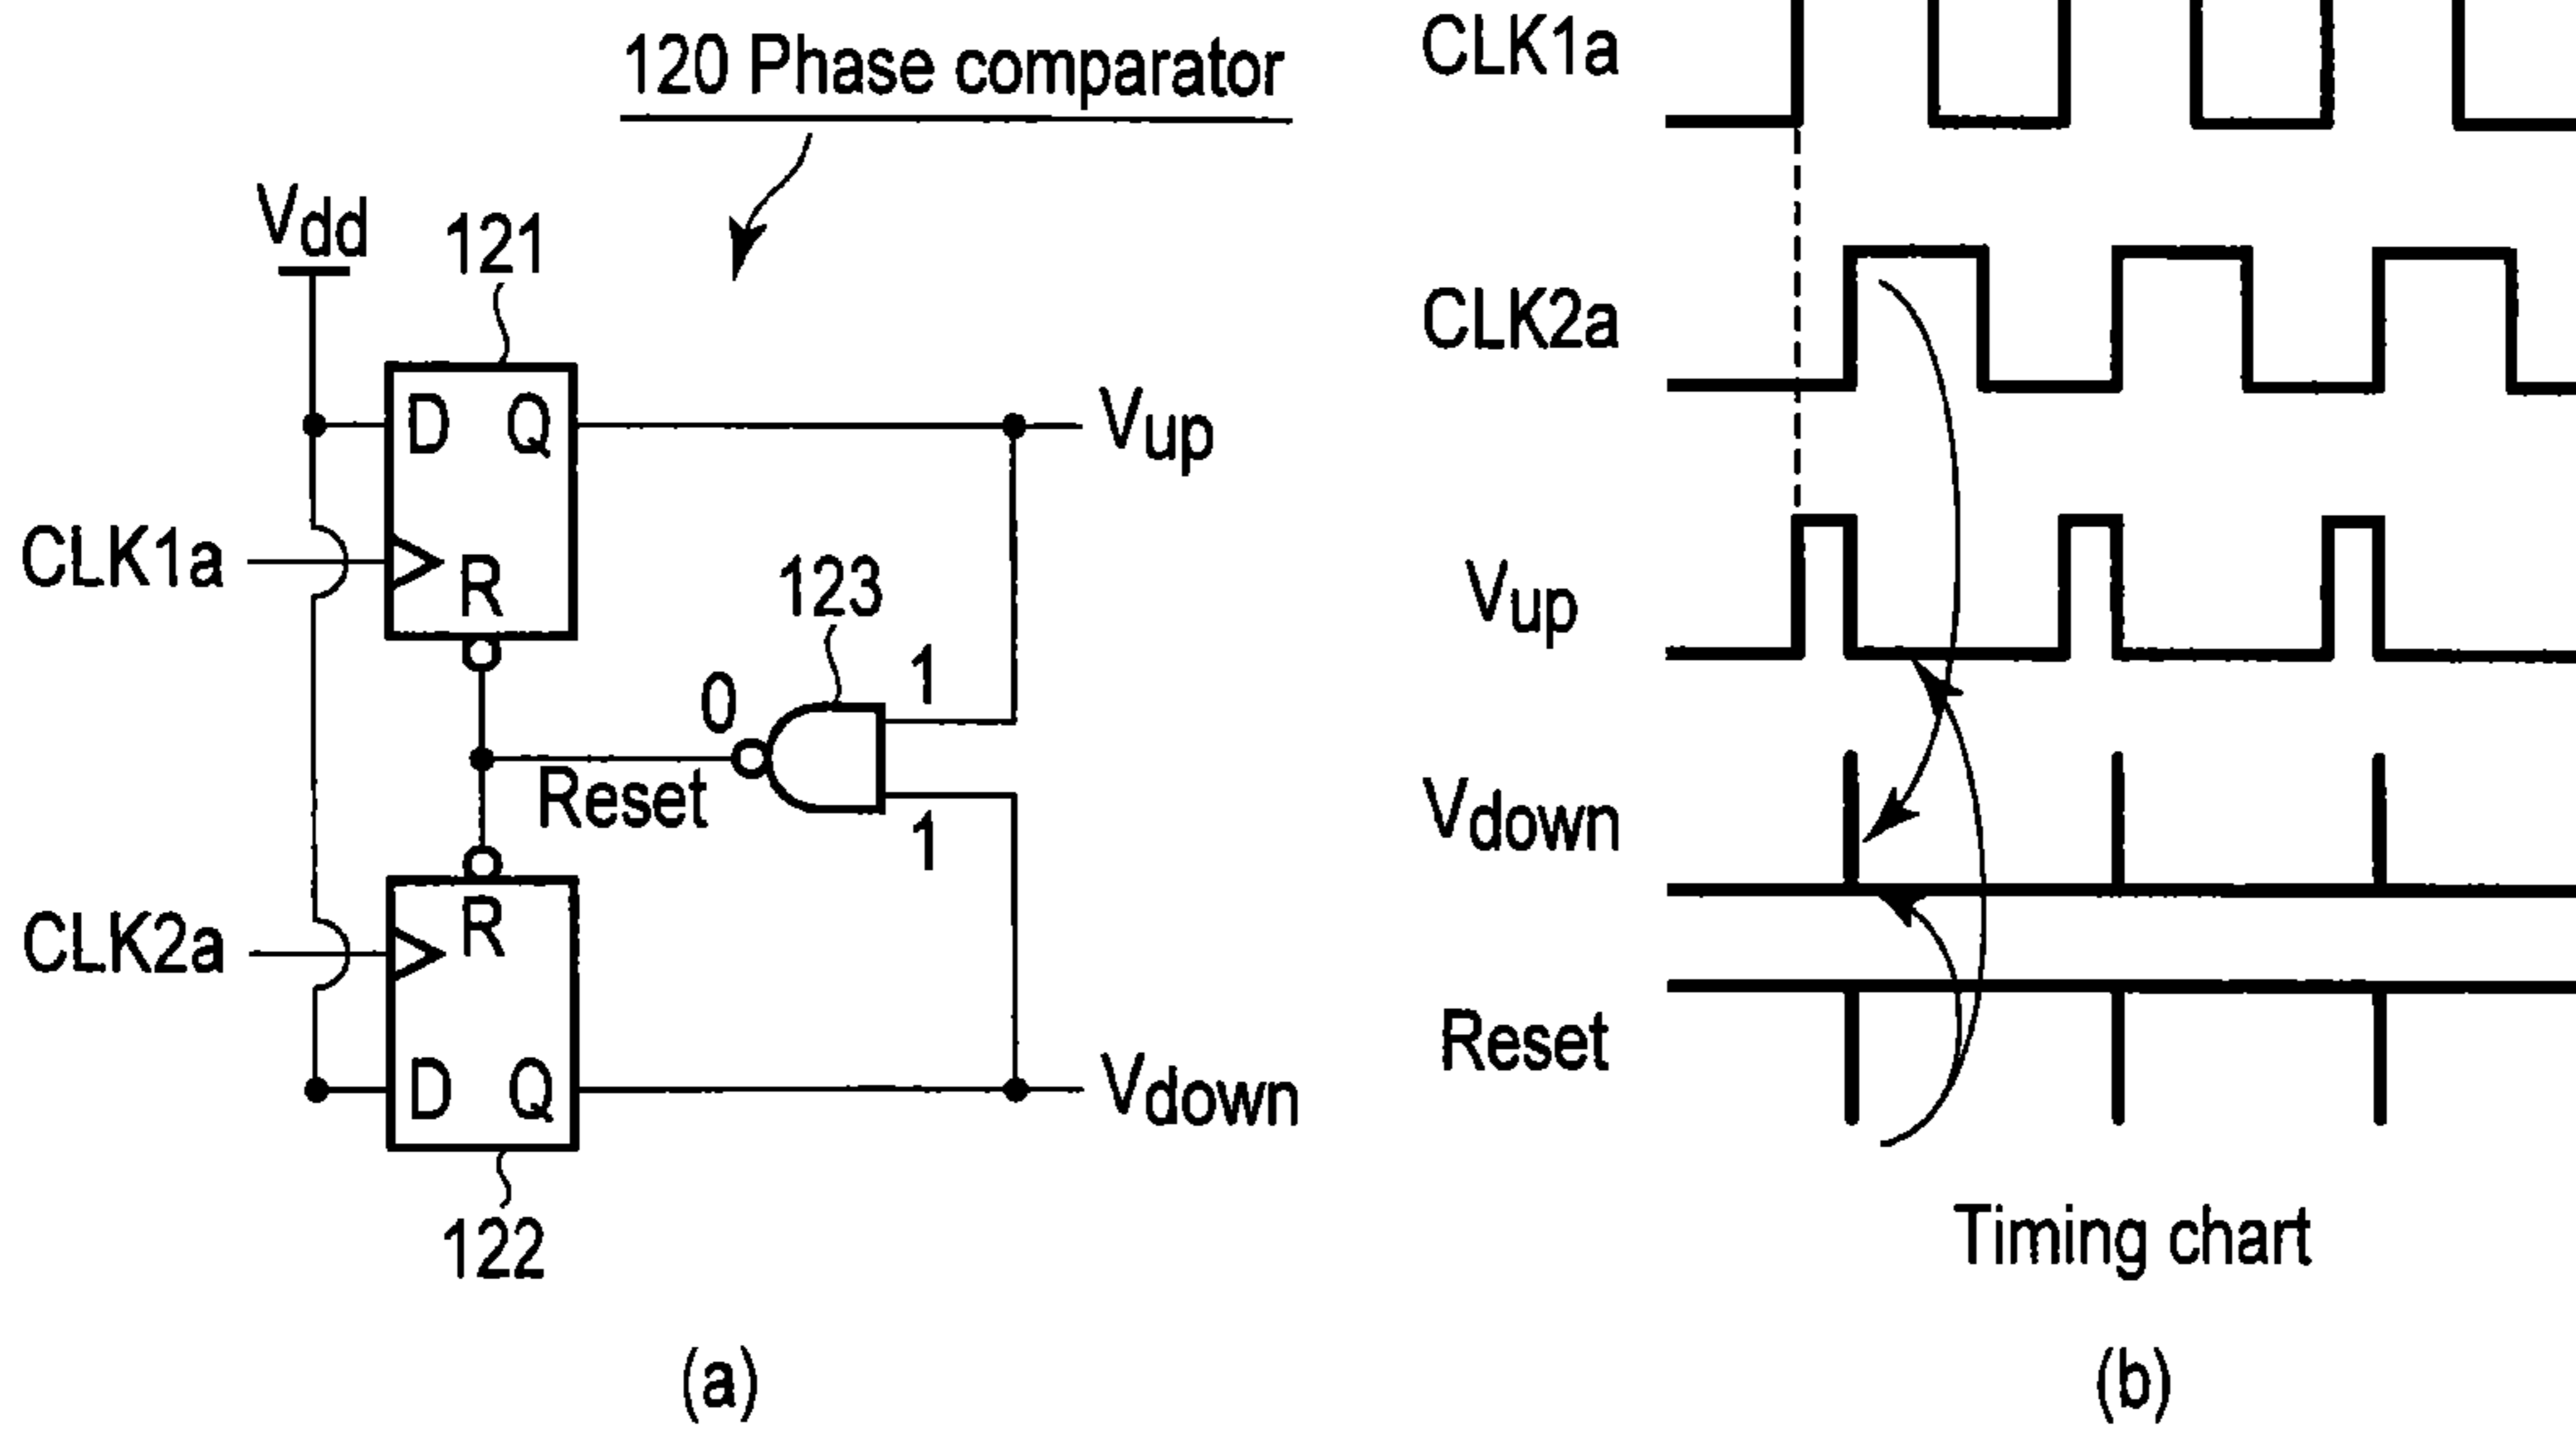 120 Phase comparator
Vdd
121
D Q
Vup
CLK1a
R
123
1
0
Reset
1
R
CLK2a
D Q
Vdown
122
(a)
CLK1a
CLK2a
Vup
Vdown
Reset
Timing chart
(b)